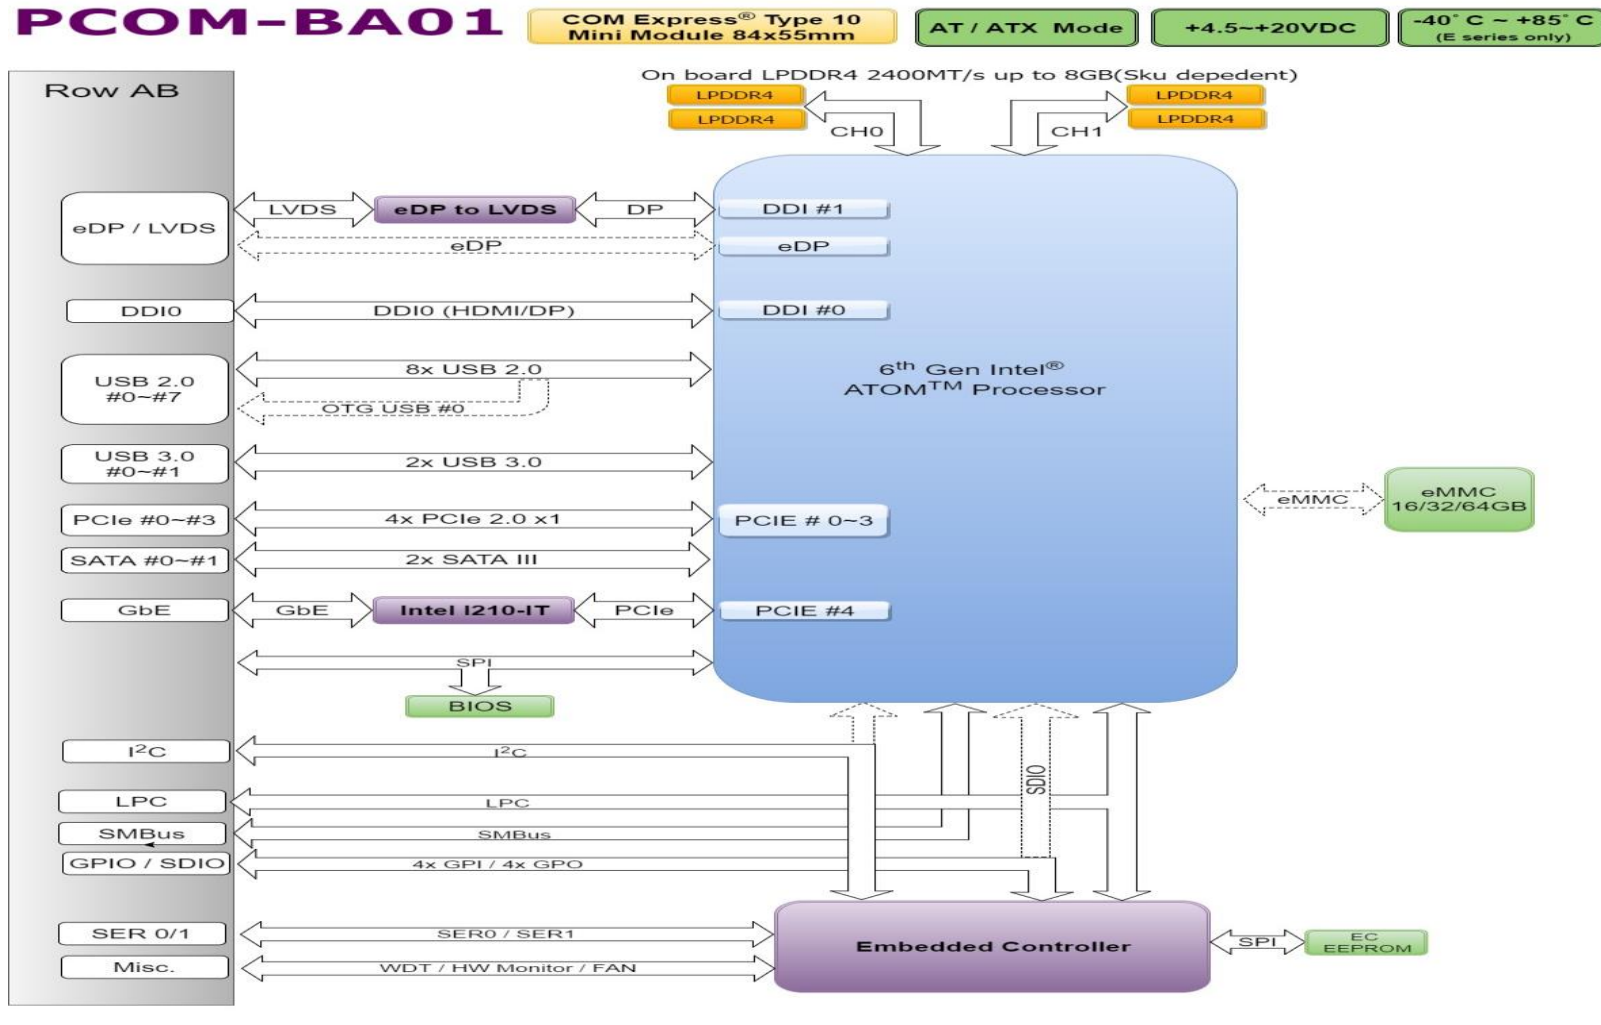 PCOM-BA01
COM Express® Type 10
Mini Module 84x55mm
AT / ATX Mode
+4.5~+20VDC
-40° C ~ +85° C
(E series only)
Row AB
On board LPDDR4 2400MT/s up to 8GB(Sku depedent)
LPDDR4
LPDDR4
CH0
CH1
LPDDR4
LPDDR4
eDP / LVDS
LVDS
eDP to LVDS
DP
DDI #1
eDP
eDP
DDI0
DDI0 (HDMI/DP)
DDI #0
6th Gen Intel®
ATOM™ Processor
USB 2.0
#0~#7
8x USB 2.0
OTG USB #0
USB 3.0
#0~#1
2x USB 3.0
PCIe #0~#3
4x PCIe 2.0 x1
PCIE # 0~3
eMMC
eMMC
16/32/64GB
SATA #0~#1
2x SATA III
GbE
GbE
Intel I210-IT
PCIe
PCIE #4
SPI
BIOS
I²C
I²C
SDIO
LPC
LPC
SMBus
SMBus
GPIO / SDIO
4x GPI / 4x GPO
SER 0/1
SER0 / SER1
Embedded Controller
SPI
EC
EEPROM
Misc.
WDT / HW Monitor / FAN